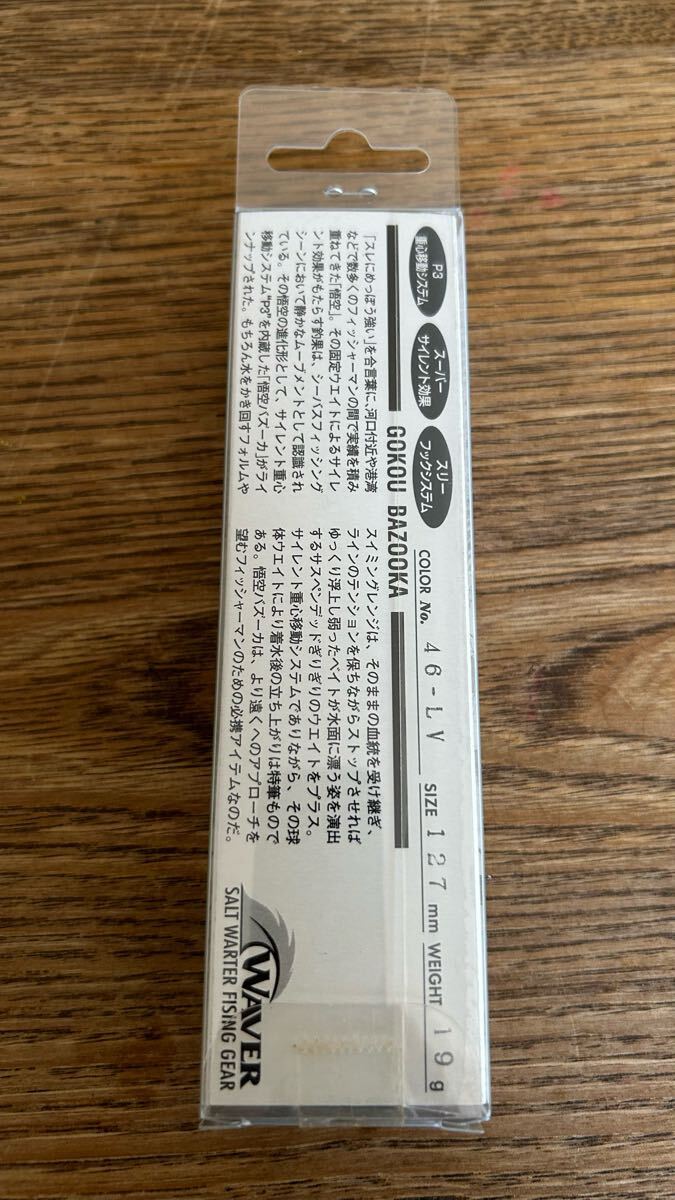 P3
重心移動システム
スーパー
サイレント効果
スリー
フックシステム
COLOR No. 46-LV SIZE 127 mm WEIGHT 19 g
GOKOU BAZOOKA
「スレにめっぽう強い」を合言葉に、河口付近や港湾
などで数多くのフィッシャーマンの間で実績を積み
重ねてきた「悟空」。その固定ウエイトによるサイレ
ント効果がもたらす釣果は、シーバスフィッシング
シーンにおいて静かなムーブメントとして認識され
ている。その悟空の進化形として、サイレント重心
移動システム"P3"を内蔵した「悟空バズーカ」がライ
ンナップされた。もちろん水をかき回すフォルムや
スイミングレンジは、そのままの血統を受け継ぎ、
ラインのテンションを保ちながらストップさせれば
ゆっくり浮上し弱ったベイトが水面に漂う姿を演出
するサスペンデッドぎりぎりのウエイトをプラス。
サイレント重心移動システムでありながら、その球
体ウエイトにより着水後の立ち上がりは特筆もので
ある。悟空バズーカは、より遠くへのアプローチを
望むフィッシャーマンのための必携アイテムなのだ。
WAVER
SALT WARTER FISING GEAR